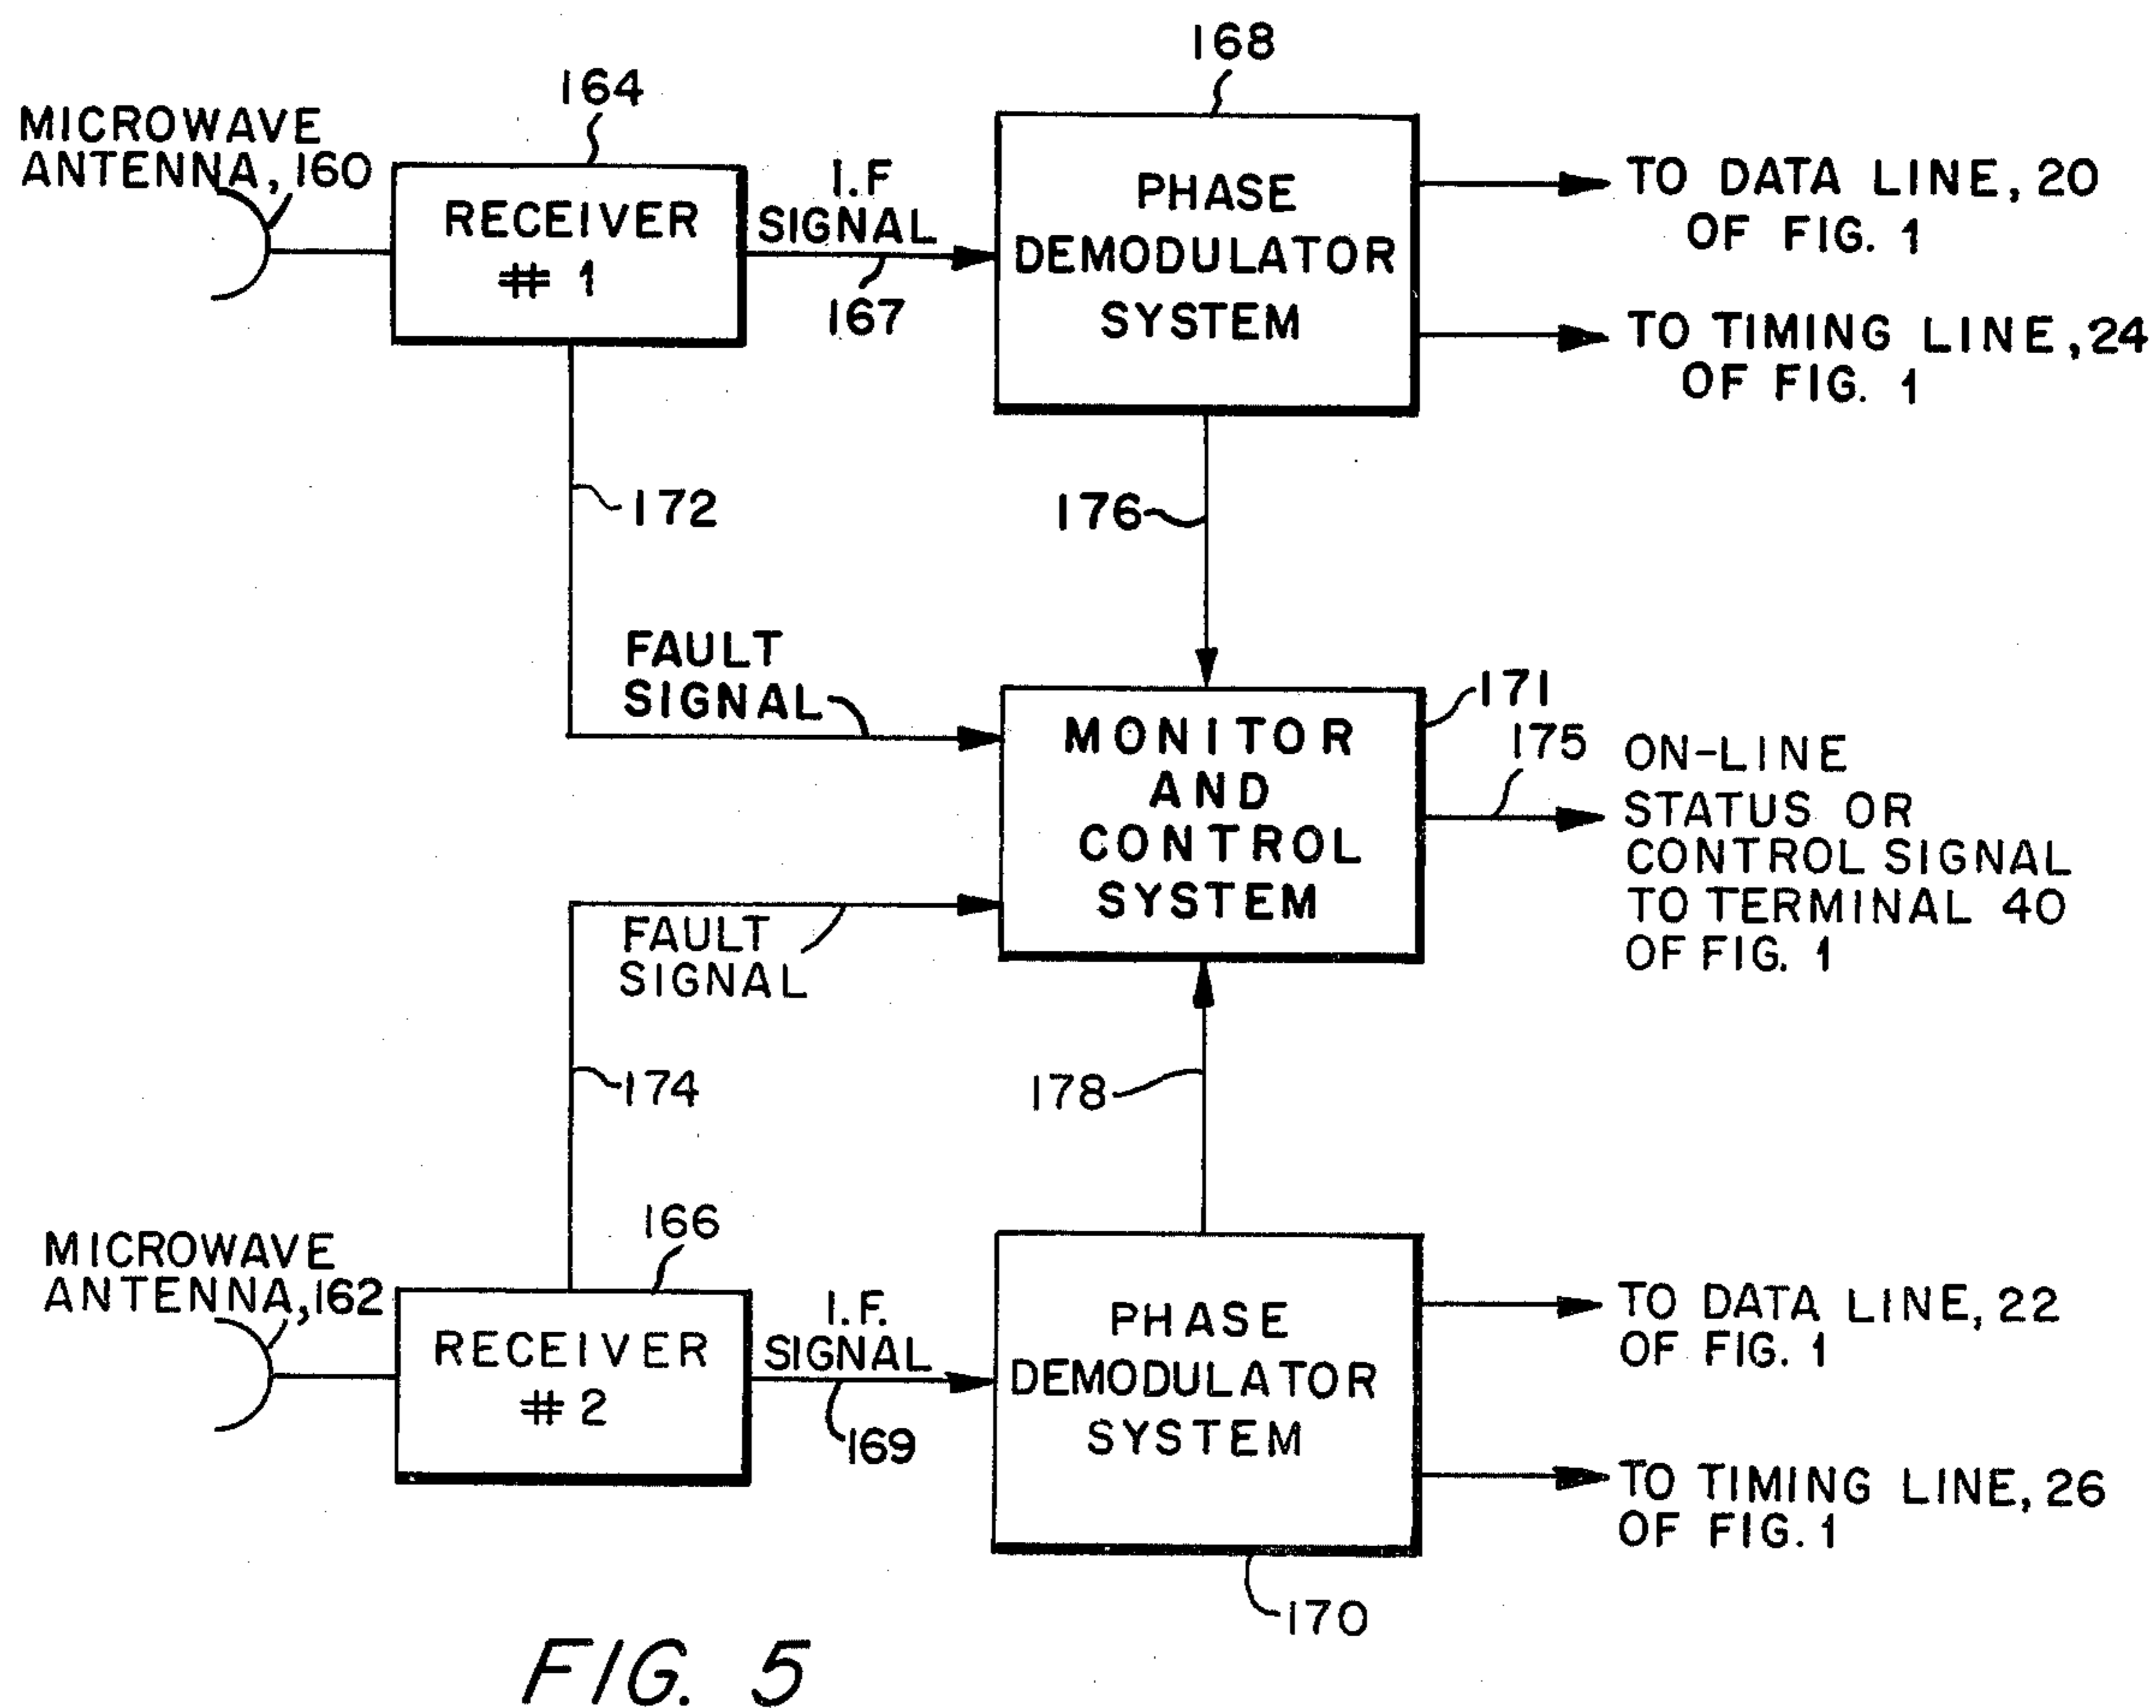 168
164
MICROWAVE
ANTENNA, 160
RECEIVER
# 1
I.F
SIGNAL
167
PHASE
DEMODULATOR
SYSTEM
TO DATA LINE, 20
OF FIG. 1
TO TIMING LINE, 24
OF FIG. 1
172
176
FAULT
SIGNAL
MONITOR
AND
CONTROL
SYSTEM
171
175
ON-LINE
STATUS OR
CONTROL SIGNAL
TO TERMINAL 40
OF FIG. 1
FAULT
SIGNAL
174
178
166
MICROWAVE
ANTENNA, 162
RECEIVER
# 2
I.F.
SIGNAL
169
PHASE
DEMODULATOR
SYSTEM
TO DATA LINE, 22
OF FIG. 1
TO TIMING LINE, 26
OF FIG. 1
170
FIG. 5